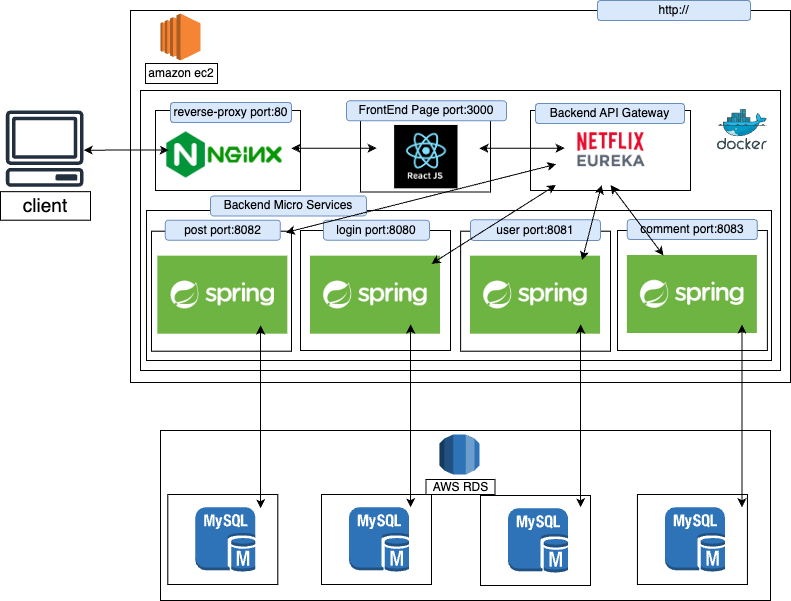 http://
amazon ec2
reverse-proxy port:80
FrontEnd Page port:3000
Backend API Gateway
NGINX
React JS
NETFLIX
EUREKA
docker
client
Backend Micro Services
post port:8082
login port:8080
user port:8081
comment port:8083
spring
spring
spring
spring
AWS RDS
MySQL
M
MySQL
M
MySQL
M
MySQL
M